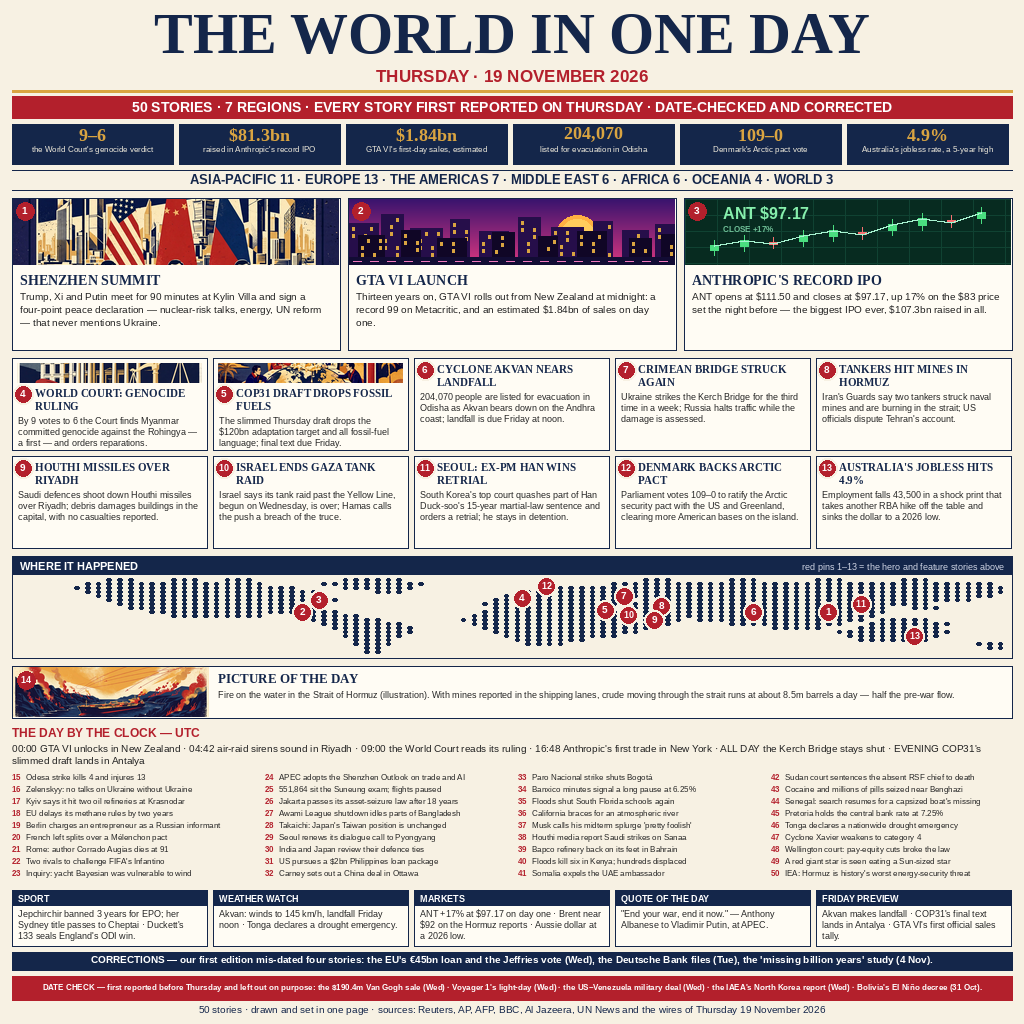 THE WORLD IN ONE DAY
THURSDAY · 19 NOVEMBER 2026
50 STORIES · 7 REGIONS · EVERY STORY FIRST REPORTED ON THURSDAY · DATE-CHECKED AND CORRECTED
9–6
the World Court's genocide verdict
$81.3bn
raised in Anthropic's record IPO
$1.84bn
GTA VI's first-day sales, estimated
204,070
listed for evacuation in Odisha
109–0
Denmark's Arctic pact vote
4.9%
Australia's jobless rate, a 5-year high
ASIA-PACIFIC 11 · EUROPE 13 · THE AMERICAS 7 · MIDDLE EAST 6 · AFRICA 6 · OCEANIA 4 · WORLD 3
1
SHENZHEN SUMMIT
Trump, Xi and Putin meet for 90 minutes at Kylin Villa and sign a
four-point peace declaration — nuclear-risk talks, energy, UN reform
— that never mentions Ukraine.
2
GTA VI LAUNCH
Thirteen years on, GTA VI rolls out from New Zealand at midnight: a
record 99 on Metacritic, and an estimated $1.84bn of sales on day
one.
3
ANT $97.17
CLOSE +17%
ANTHROPIC'S RECORD IPO
ANT opens at $111.50 and closes at $97.17, up 17% on the $83 price
set the night before — the biggest IPO ever, $107.3bn raised in all.
4
WORLD COURT: GENOCIDE
RULING
By 9 votes to 6 the Court finds Myanmar
committed genocide against the Rohingya —
a first — and orders reparations.
5
COP31 DRAFT DROPS FOSSIL
FUELS
The slimmed Thursday draft drops the
$120bn adaptation target and all fossil-fuel
language; final text due Friday.
6
CYCLONE AKVAN NEARS
LANDFALL
204,070 people are listed for evacuation in
Odisha as Akvan bears down on the Andhra
coast; landfall is due Friday at noon.
7
CRIMEAN BRIDGE STRUCK
AGAIN
Ukraine strikes the Kerch Bridge for the third
time in a week; Russia halts traffic while the
damage is assessed.
8
TANKERS HIT MINES IN
HORMUZ
Iran's Guards say two tankers struck naval
mines and are burning in the strait; US
officials dispute Tehran's account.
9
HOUTHI MISSILES OVER
RIYADH
Saudi defences shoot down Houthi missiles
over Riyadh; debris damages buildings in the
capital, with no casualties reported.
10
ISRAEL ENDS GAZA TANK
RAID
Israel says its tank raid past the Yellow Line,
begun on Wednesday, is over; Hamas calls
the push a breach of the truce.
11
SEOUL: EX-PM HAN WINS
RETRIAL
South Korea's top court quashes part of Han
Duck-soo's 15-year martial-law sentence and
orders a retrial; he stays in detention.
12
DENMARK BACKS ARCTIC
PACT
Parliament votes 109–0 to ratify the Arctic
security pact with the US and Greenland,
clearing more American bases on the island.
13
AUSTRALIA'S JOBLESS HITS
4.9%
Employment falls 43,500 in a shock print that
takes another RBA hike off the table and
sinks the dollar to a 2026 low.
WHERE IT HAPPENED
red pins 1–13 = the hero and feature stories above
12
3
4
7
8
11
2
5
10
9
6
1
13
14
PICTURE OF THE DAY
Fire on the water in the Strait of Hormuz (illustration). With mines reported in the shipping lanes, crude moving through the strait runs at about 8.5m barrels a day — half the pre-war flow.
THE DAY BY THE CLOCK — UTC
00:00 GTA VI unlocks in New Zealand · 04:42 air-raid sirens sound in Riyadh · 09:00 the World Court reads its ruling · 16:48 Anthropic's first trade in New York · ALL DAY the Kerch Bridge stays shut · EVENING COP31's
slimmed draft lands in Antalya
15 Odesa strike kills 4 and injures 13
16 Zelenskyy: no talks on Ukraine without Ukraine
17 Kyiv says it hit two oil refineries at Krasnodar
18 EU delays its methane rules by two years
19 Berlin charges an entrepreneur as a Russian informant
20 French left splits over a Mélenchon pact
21 Rome: author Corrado Augias dies at 91
22 Two rivals to challenge FIFA's Infantino
23 Inquiry: yacht Bayesian was vulnerable to wind
24 APEC adopts the Shenzhen Outlook on trade and AI
25 551,864 sit the Suneung exam; flights paused
26 Jakarta passes its asset-seizure law after 18 years
27 Awami League shutdown idles parts of Bangladesh
28 Takaichi: Japan's Taiwan position is unchanged
29 Seoul renews its dialogue call to Pyongyang
30 India and Japan review their defence ties
31 US pursues a $2bn Philippines loan package
32 Carney sets out a China deal in Ottawa
33 Paro Nacional strike shuts Bogotá
34 Banxico minutes signal a long pause at 6.25%
35 Floods shut South Florida schools again
36 California braces for an atmospheric river
37 Musk calls his midterm splurge 'pretty foolish'
38 Houthi media report Saudi strikes on Sanaa
39 Bapco refinery back on its feet in Bahrain
40 Floods kill six in Kenya; hundreds displaced
41 Somalia expels the UAE ambassador
42 Sudan court sentences the absent RSF chief to death
43 Cocaine and millions of pills seized near Benghazi
44 Senegal: search resumes for a capsized boat's missing
45 Pretoria holds the central bank rate at 7.25%
46 Tonga declares a nationwide drought emergency
47 Cyclone Xavier weakens to category 4
48 Wellington court: pay-equity cuts broke the law
49 A red giant star is seen eating a Sun-sized star
50 IEA: Hormuz is history's worst energy-security threat
SPORT
Jepchirchir banned 3 years for EPO; her
Sydney title passes to Cheptai · Duckett's
133 seals England's ODI win.
WEATHER WATCH
Akvan: winds to 145 km/h, landfall Friday
noon · Tonga declares a drought emergency.
MARKETS
ANT +17% at $97.17 on day one · Brent near
$92 on the Hormuz reports · Aussie dollar at
a 2026 low.
QUOTE OF THE DAY
"End your war, end it now." — Anthony
Albanese to Vladimir Putin, at APEC.
FRIDAY PREVIEW
Akvan makes landfall · COP31's final text
lands in Antalya · GTA VI's first official sales
tally.
CORRECTIONS — our first edition mis-dated four stories: the EU's €45bn loan and the Jeffries vote (Wed), the Deutsche Bank files (Tue), the 'missing billion years' study (4 Nov).
DATE CHECK — first reported before Thursday and left out on purpose: the $190.4m Van Gogh sale (Wed) · Voyager 1's light-day (Wed) · the US–Venezuela military deal (Wed) · the IAEA's North Korea report (Wed) · Bolivia's El Niño decree (31 Oct).
50 stories · drawn and set in one page · sources: Reuters, AP, AFP, BBC, Al Jazeera, UN News and the wires of Thursday 19 November 2026